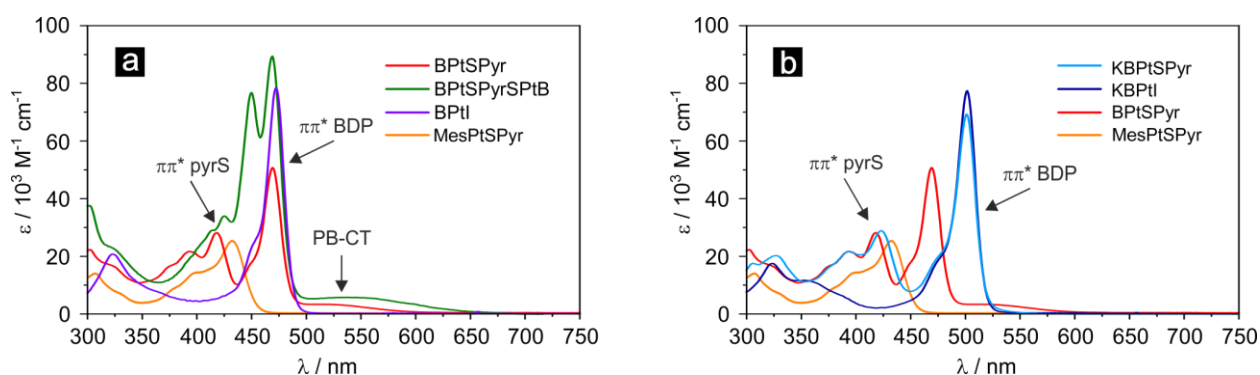 a
BPtSPyr
BPtSPyrSPtB
BPtI
MesPtSPyr
ππ* BDP
ππ* pyrS
PB-CT
ε / 10³ M⁻¹ cm⁻¹
100
80
60
40
20
0
300 350 400 450 500 550 600 650 700 750
λ / nm
b
KBPtSPyr
KBPtI
BPtSPyr
MesPtSPyr
ππ* pyrS
ππ* BDP
ε / 10³ M⁻¹ cm⁻¹
100
80
60
40
20
0
300 350 400 450 500 550 600 650 700 750
λ / nm